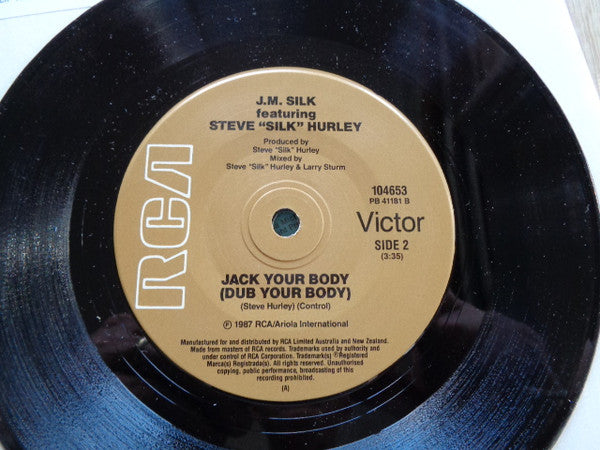 J.M. SILK
featuring
STEVE "SILK" HURLEY
Produced by
Steve "Silk" Hurley
Mixed by
Steve "Silk" Hurley & Larry Sturm
RCA
104653
PB 41181 B
Victor
SIDE 2
(3:35)
JACK YOUR BODY
(DUB YOUR BODY)
(Steve Hurley) (Control)
℗ 1987 RCA/Ariola International
Manufactured for and distributed by RCA Limited Australia and New Zealand.
Made from masters of RCA records. Trademarks used by authority and
under control of RCA Corporation. Trademark(s) ®Registered
Marca(s) Registrada(s). All rights reserved. Unauthorised
copying, public performance, broadcasting of this
recording prohibited.
(A)